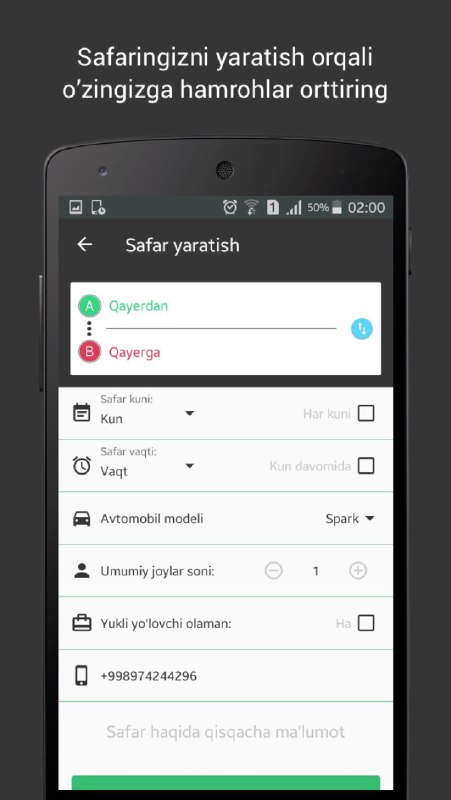 Safaringizni yaratish orqali
o’zingizga hamrohlar orttiring
1 50% 02:00
Safar yaratish
A Qayerdan
B Qayerga
Safar kuni:
Kun Har kuni
Safar vaqti:
Vaqt Kun davomida
Avtomobil modeli Spark
Umumiy joylar soni: 1
Yukli yo'lovchi olaman: Ha
+998974244296
Safar haqida qisqacha ma'lumot